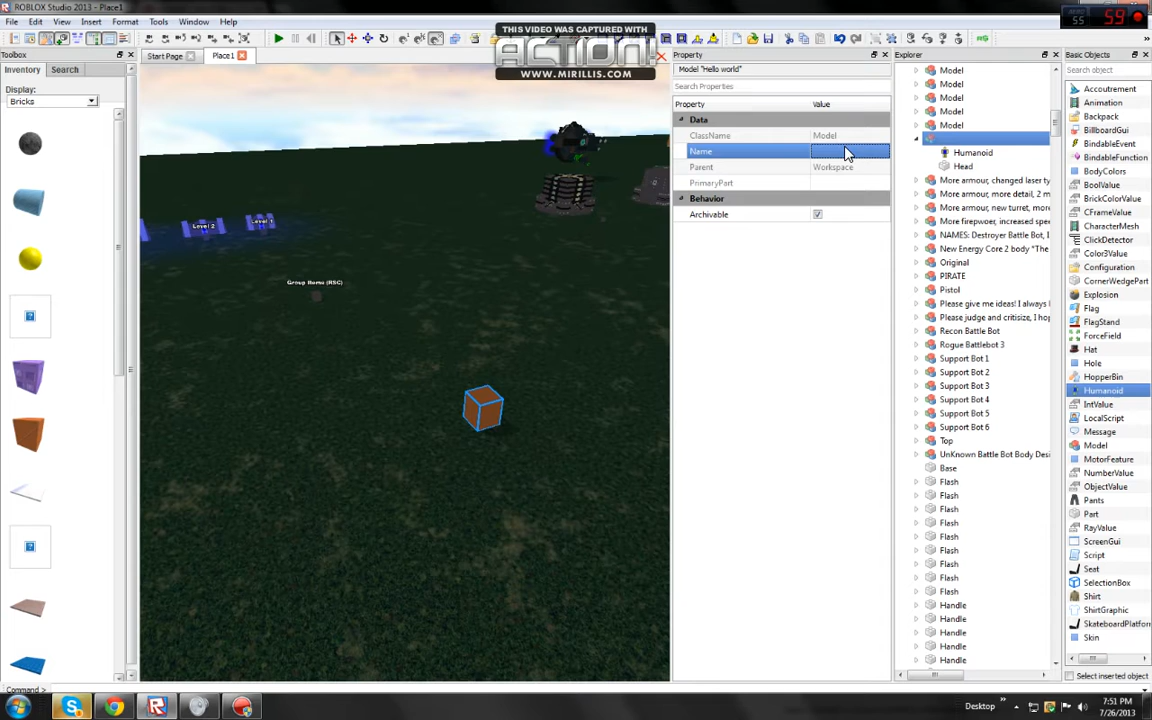 ROBLOX Studio 2013 - Place1
File Edit View Insert Format Tools Window Help
THIS VIDEO WAS CAPTURED WITH
ACTION!
WWW.MIRILLIS.COM
55
59
Toolbox
Inventory Search
Display:
Bricks
Start Page
Place1
Level 2
Level 1
Group Items (RSC)
Property
Model "Hello world"
Search Properties
Property Value
Data
ClassName Model
Name
Parent Workspace
PrimaryPart
Behavior
Archivable
Explorer
Model
Model
Model
Model
Model
Humanoid
Head
More armour, changed laser ty
More armour, more detail, 2 m
More armour, new turret, more
More firepwoer, increased spee
NAMES: Destroyer Battle Bot, I
New Energy Core 2 body "The
Original
PIRATE
Pistol
Please give me ideas! I always l
Please judge and critisize, I hop
Recon Battle Bot
Rogue Battlebot 3
Support Bot 1
Support Bot 2
Support Bot 3
Support Bot 4
Support Bot 5
Support Bot 6
Top
UnKnown Battle Bot Body Desi
Base
Flash
Flash
Flash
Flash
Flash
Flash
Flash
Flash
Flash
Handle
Handle
Handle
Handle
Handle
Basic Objects
Search object
Accoutrement
Animation
Backpack
BillboardGui
BindableEvent
BindableFunction
BodyColors
BoolValue
BrickColorValue
CFrameValue
CharacterMesh
ClickDetector
Color3Value
Configuration
CornerWedgePart
Explosion
Flag
FlagStand
ForceField
Hat
Hole
HopperBin
Humanoid
IntValue
LocalScript
Message
Model
MotorFeature
NumberValue
ObjectValue
Pants
Part
RayValue
ScreenGui
Script
Seat
SelectionBox
Shirt
ShirtGraphic
SkateboardPlatform
Skin
Select inserted object
Command >
Desktop
7:51 PM
7/26/2013